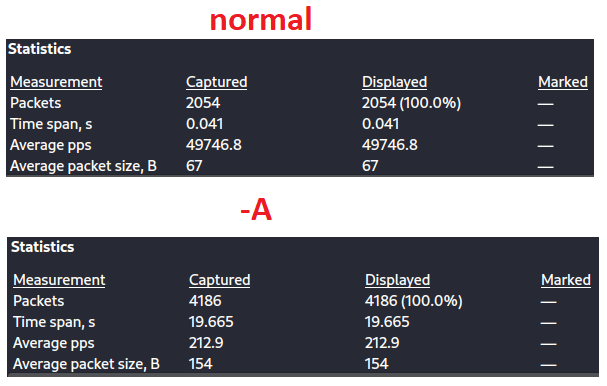 normal
Statistics
Measurement Captured Displayed Marked
Packets 2054 2054 (100.0%) —
Time span, s 0.041 0.041 —
Average pps 49746.8 49746.8 —
Average packet size, B 67 67 —
-A
Statistics
Measurement Captured Displayed Marked
Packets 4186 4186 (100.0%) —
Time span, s 19.665 19.665 —
Average pps 212.9 212.9 —
Average packet size, B 154 154 —